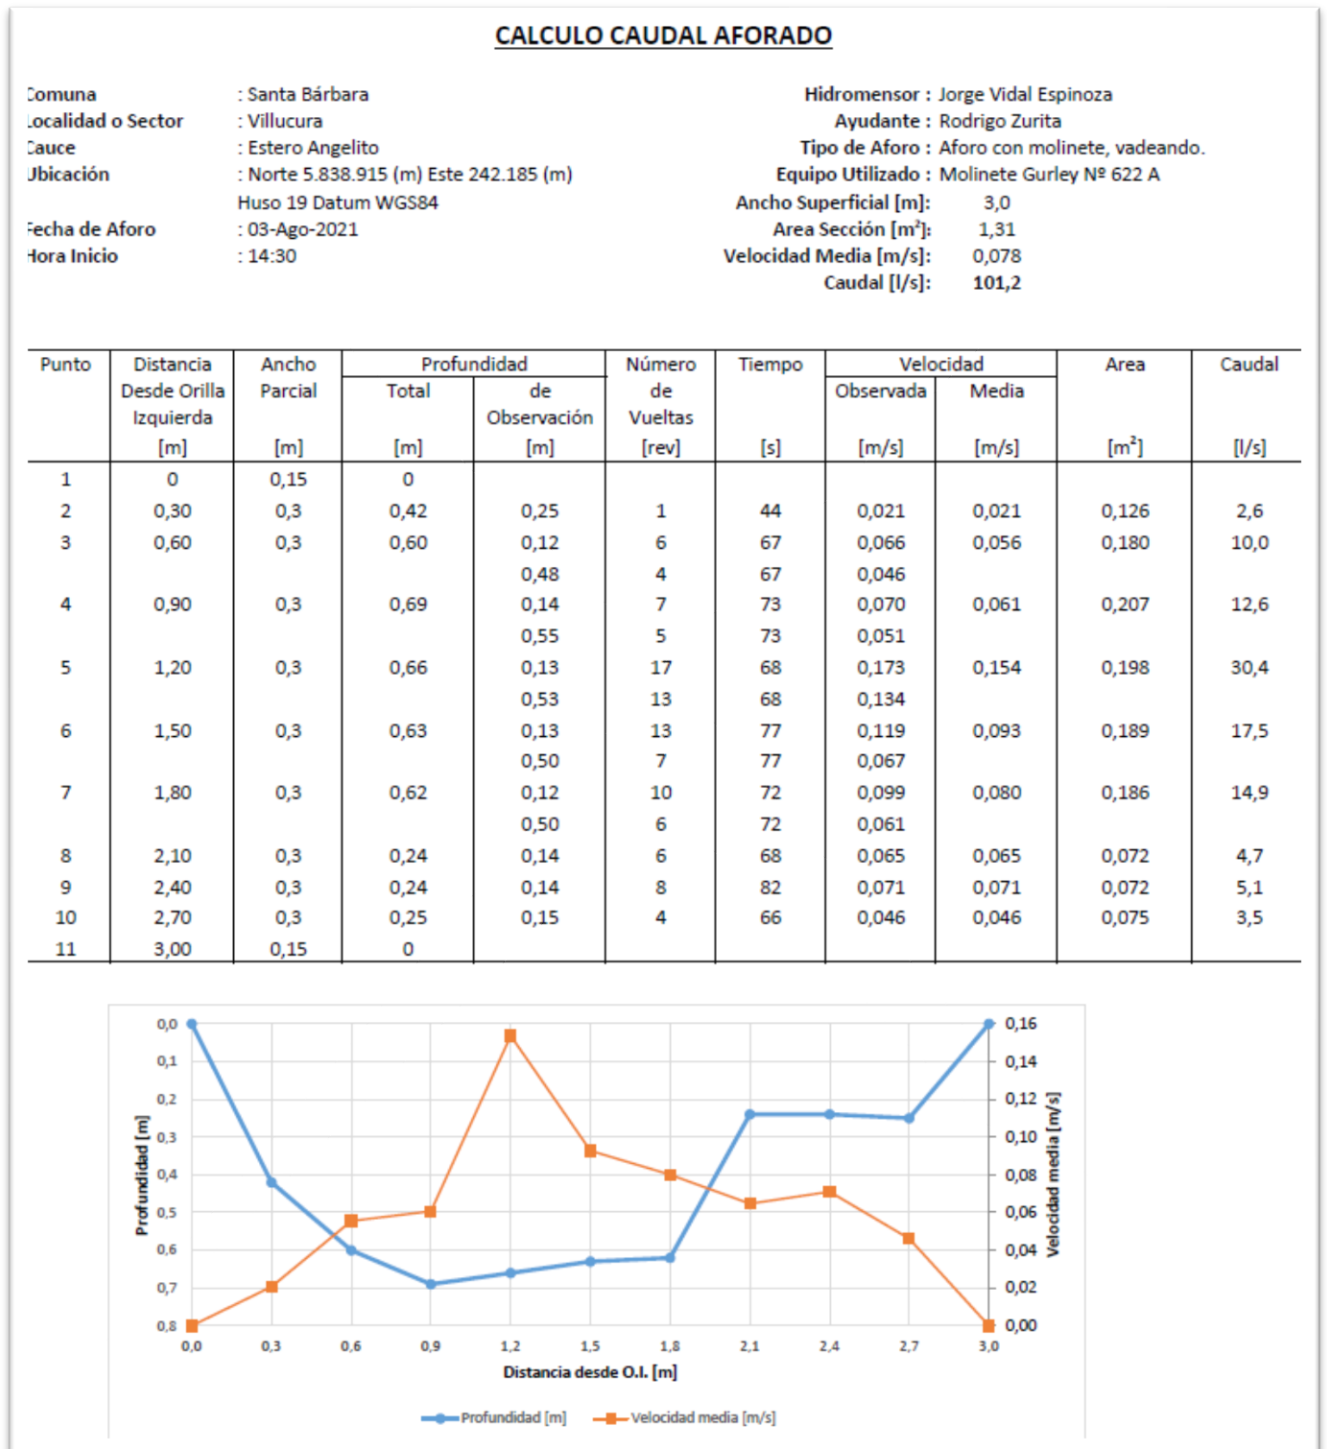 CALCULO CAUDAL AFORADO
Comuna : Santa Bárbara
Localidad o Sector : Villucura
Cauce : Estero Angelito
Ubicación : Norte 5.838.915 (m) Este 242.185 (m)
Huso 19 Datum WGS84
Fecha de Aforo : 03-Ago-2021
Hora Inicio : 14:30
Hidromensor : Jorge Vidal Espinoza
Ayudante : Rodrigo Zurita
Tipo de Aforo : Aforo con molinete, vadeando.
Equipo Utilizado : Molinete Gurley Nº 622 A
Ancho Superficial [m]: 3,0
Area Sección [m²]: 1,31
Velocidad Media [m/s]: 0,078
Caudal [l/s]: 101,2
Punto Distancia Ancho Profundidad Número Tiempo Velocidad Area Caudal
Desde Orilla Parcial Total de de Observada Media
Izquierda Observación Vueltas
[m] [m] [m] [m] [rev] [s] [m/s] [m/s] [m²] [l/s]
1 0 0,15 0
2 0,30 0,3 0,42 0,25 1 44 0,021 0,021 0,126 2,6
3 0,60 0,3 0,60 0,12 6 67 0,066 0,056 0,180 10,0
0,48 4 67 0,046
4 0,90 0,3 0,69 0,14 7 73 0,070 0,061 0,207 12,6
0,55 5 73 0,051
5 1,20 0,3 0,66 0,13 17 68 0,173 0,154 0,198 30,4
0,53 13 68 0,134
6 1,50 0,3 0,63 0,13 13 77 0,119 0,093 0,189 17,5
0,50 7 77 0,067
7 1,80 0,3 0,62 0,12 10 72 0,099 0,080 0,186 14,9
0,50 6 72 0,061
8 2,10 0,3 0,24 0,14 6 68 0,065 0,065 0,072 4,7
9 2,40 0,3 0,24 0,14 8 82 0,071 0,071 0,072 5,1
10 2,70 0,3 0,25 0,15 4 66 0,046 0,046 0,075 3,5
11 3,00 0,15 0
Profundidad [m]
0,0
0,1
0,2
0,3
0,4
0,5
0,6
0,7
0,8
0,16
0,14
0,12
0,10
0,08
0,06
0,04
0,02
0,00
Velocidad media [m/s]
0,0 0,3 0,6 0,9 1,2 1,5 1,8 2,1 2,4 2,7 3,0
Distancia desde O.I. [m]
Profundidad [m] Velocidad media [m/s]